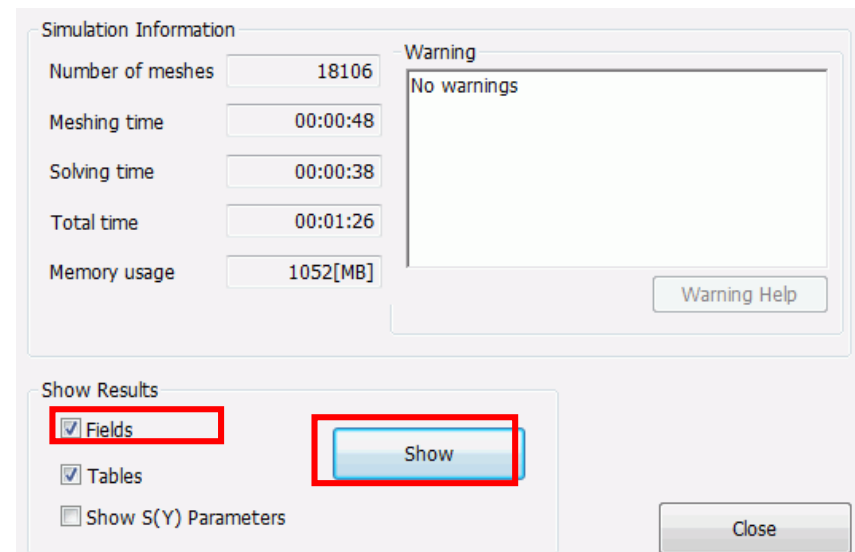 Simulation Information
Number of meshes 18106
Meshing time 00:00:48
Solving time 00:00:38
Total time 00:01:26
Memory usage 1052[MB]
Warning
No warnings
Warning Help
Show Results
Fields
Tables
Show S(Y) Parameters
Show
Close